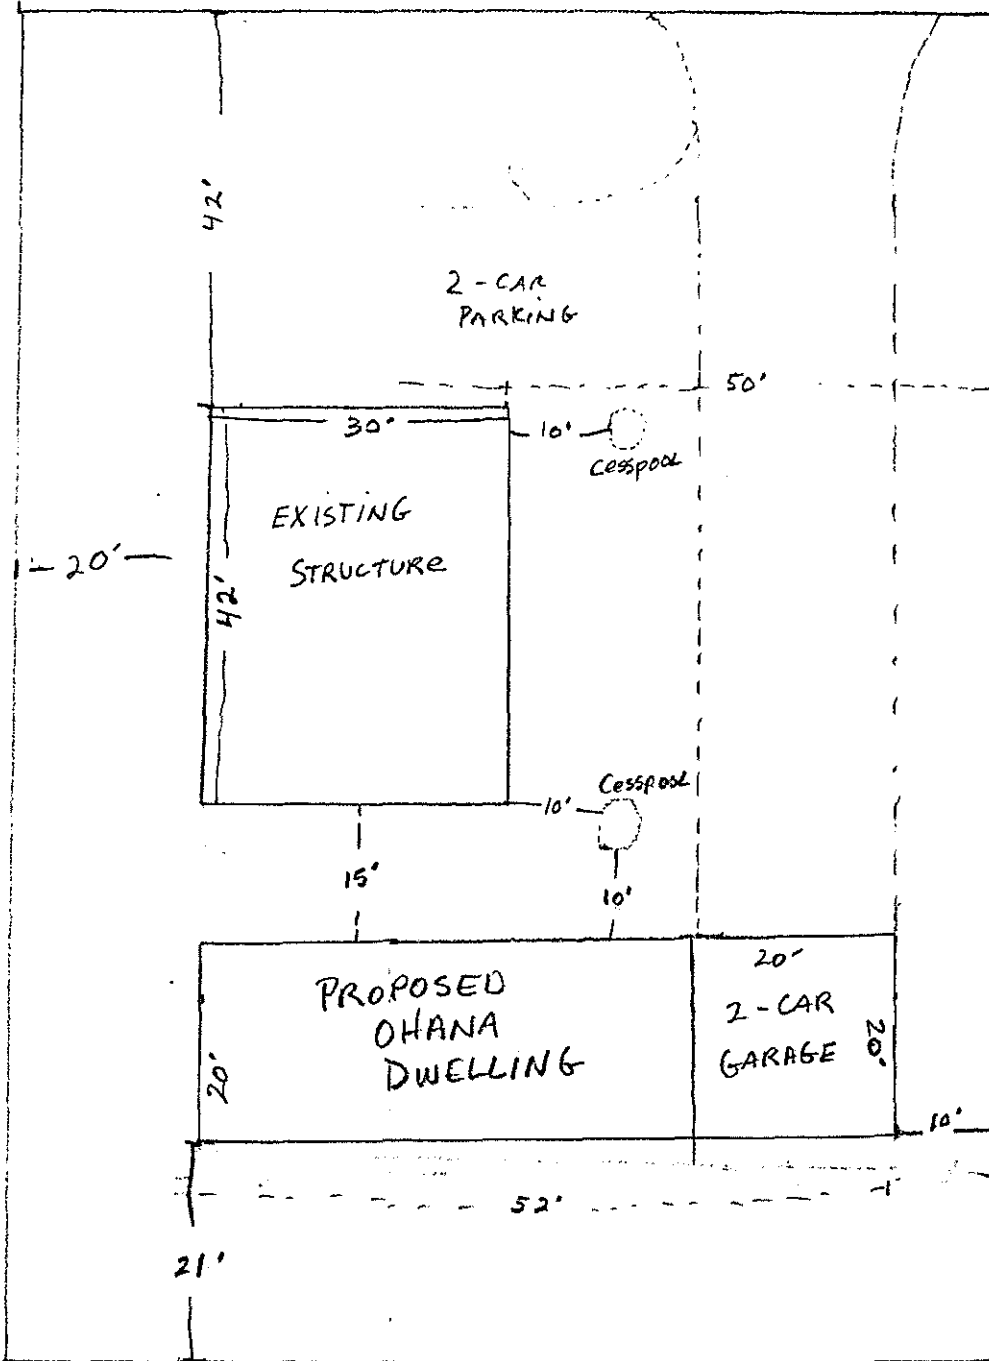 42'
2-CAR
PARKING
50'
30'
10'
Cesspool
EXISTING
STRUCTURe
20'
42'
Cesspool
10'
15'
10'
PROPOSED
OHANA
DWELLING
20'
20'
2-CAR
GARAGE
20'
10'
52'
21'